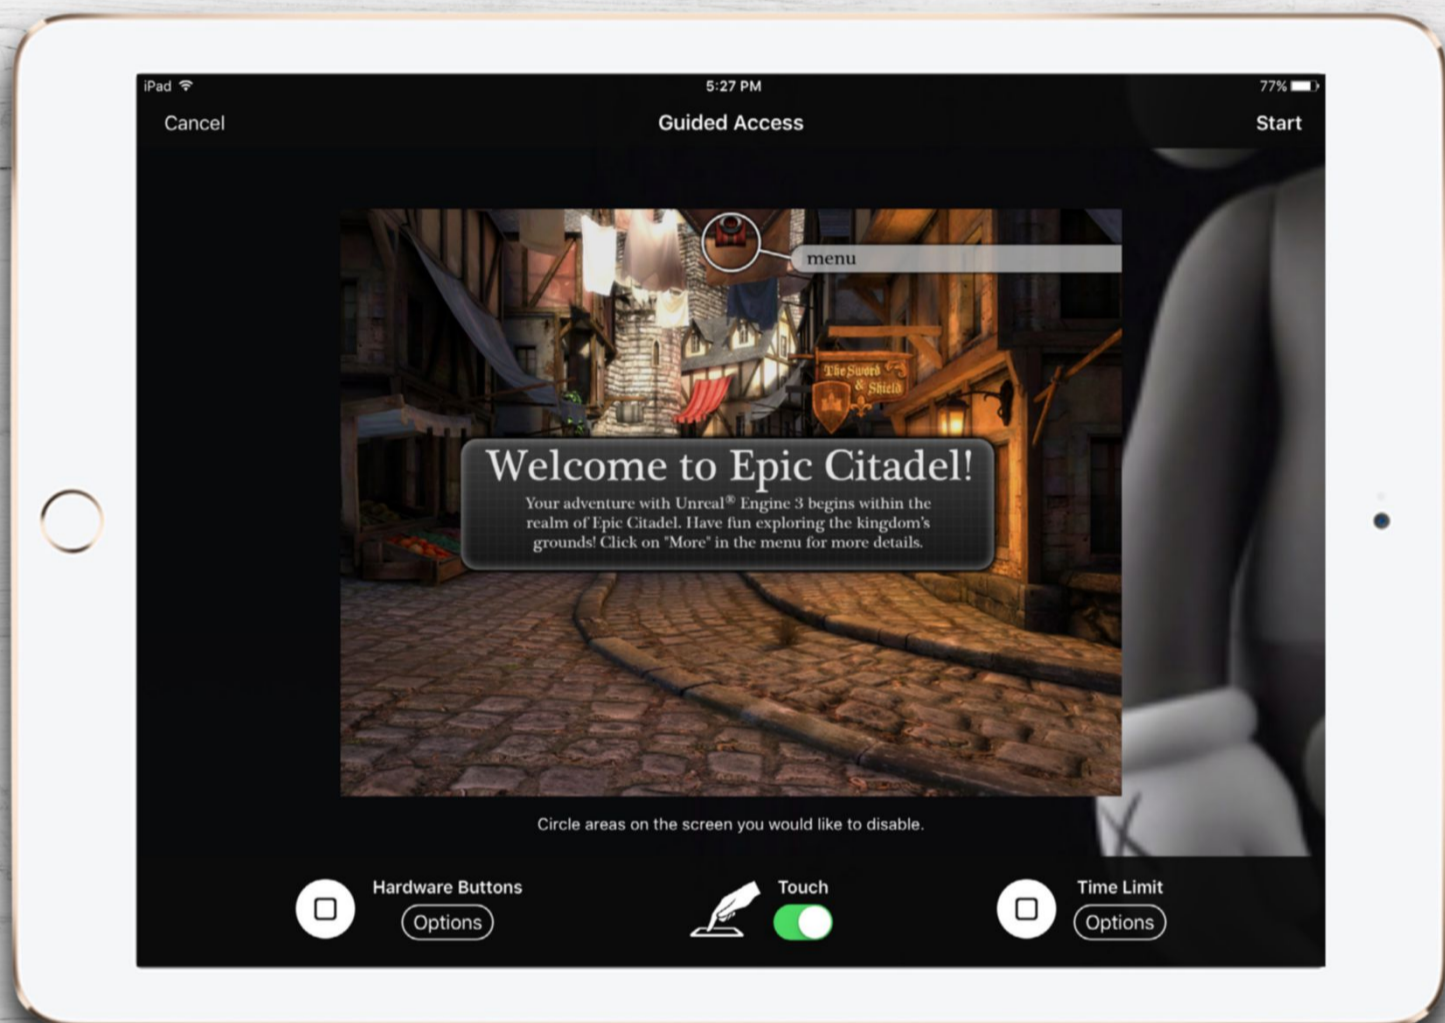 iPad
5:27 PM
77%
Cancel
Guided Access
Start
menu
The Sword
& Shield
Welcome to Epic Citadel!
Your adventure with Unreal® Engine 3 begins within the
realm of Epic Citadel. Have fun exploring the kingdom's
grounds! Click on "More" in the menu for more details.
Circle areas on the screen you would like to disable.
Hardware Buttons
Options
Touch
Time Limit
Options